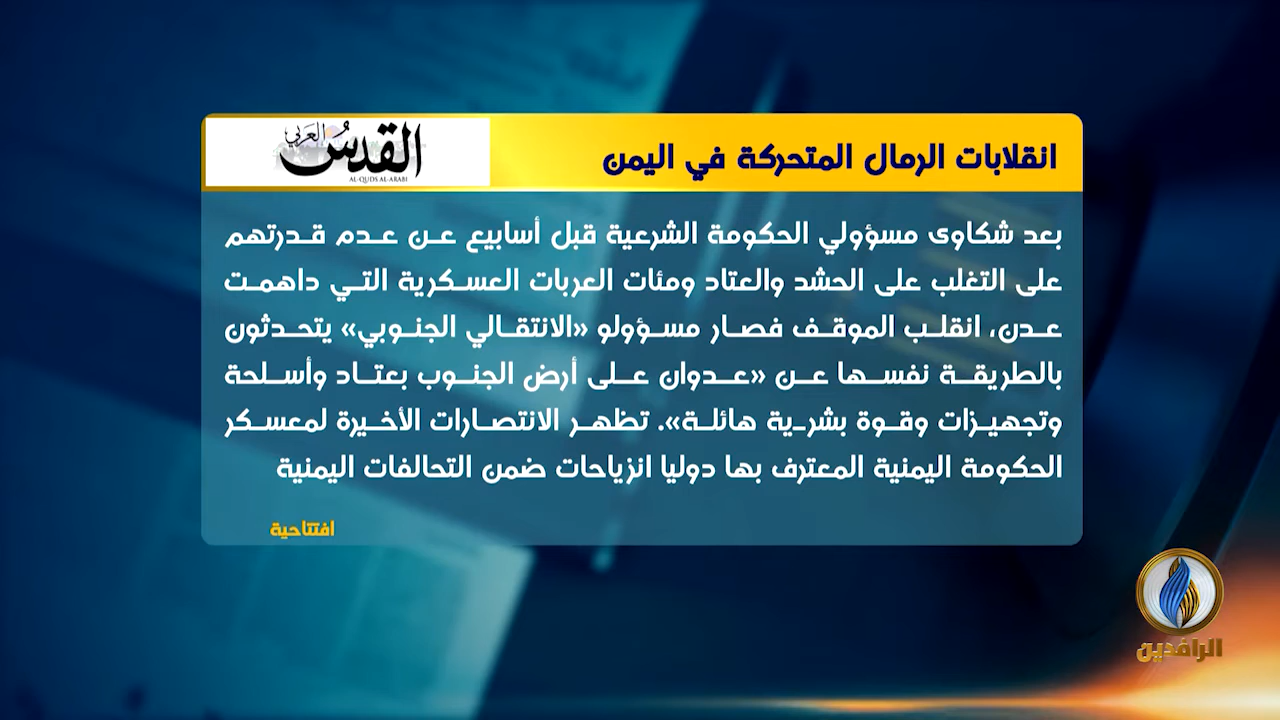 القدس العربي
AL-QUDS AL-ARABI
انقلابات الرمال المتحركة في اليمن
بعد شكاوى مسؤولي الحكومة الشرعية قبل أسابيع عن عدم قدرتهم
على التغلب على الحشد والعتاد ومئات العربات العسكرية التي داهمت
عدن، انقلب الموقف فصار مسؤولو «الانتقالي الجنوبي» يتحدثون
بالطريقة نفسها عن «عدوان على أرض الجنوب بعتاد وأسلحة
وتجهيزات وقوة بشرية هائلة». تظهر الانتصارات الأخيرة لمعسكر
الحكومة اليمنية المعترف بها دوليا انزياحات ضمن التحالفات اليمنية
افتتاحية
الرافدين